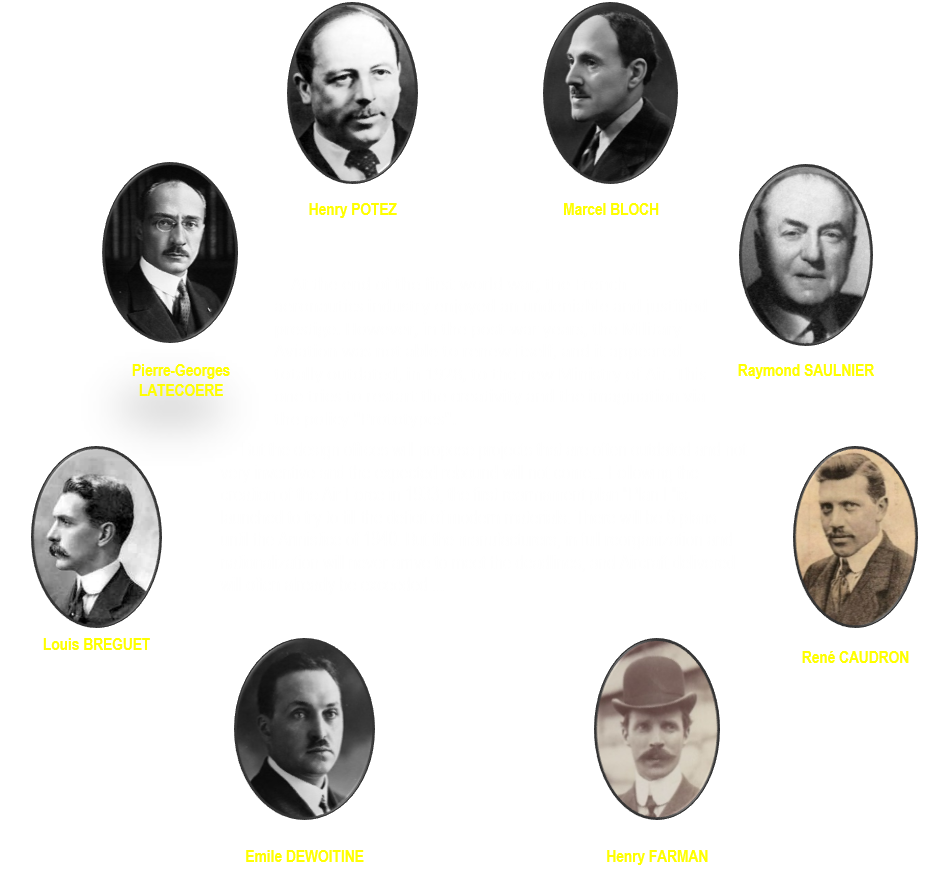 Henry POTEZ
Marcel BLOCH
Pierre-Georges
LATECOERE
Raymond SAULNIER
Louis BREGUET
René CAUDRON
Emile DEWOITINE
Henry FARMAN